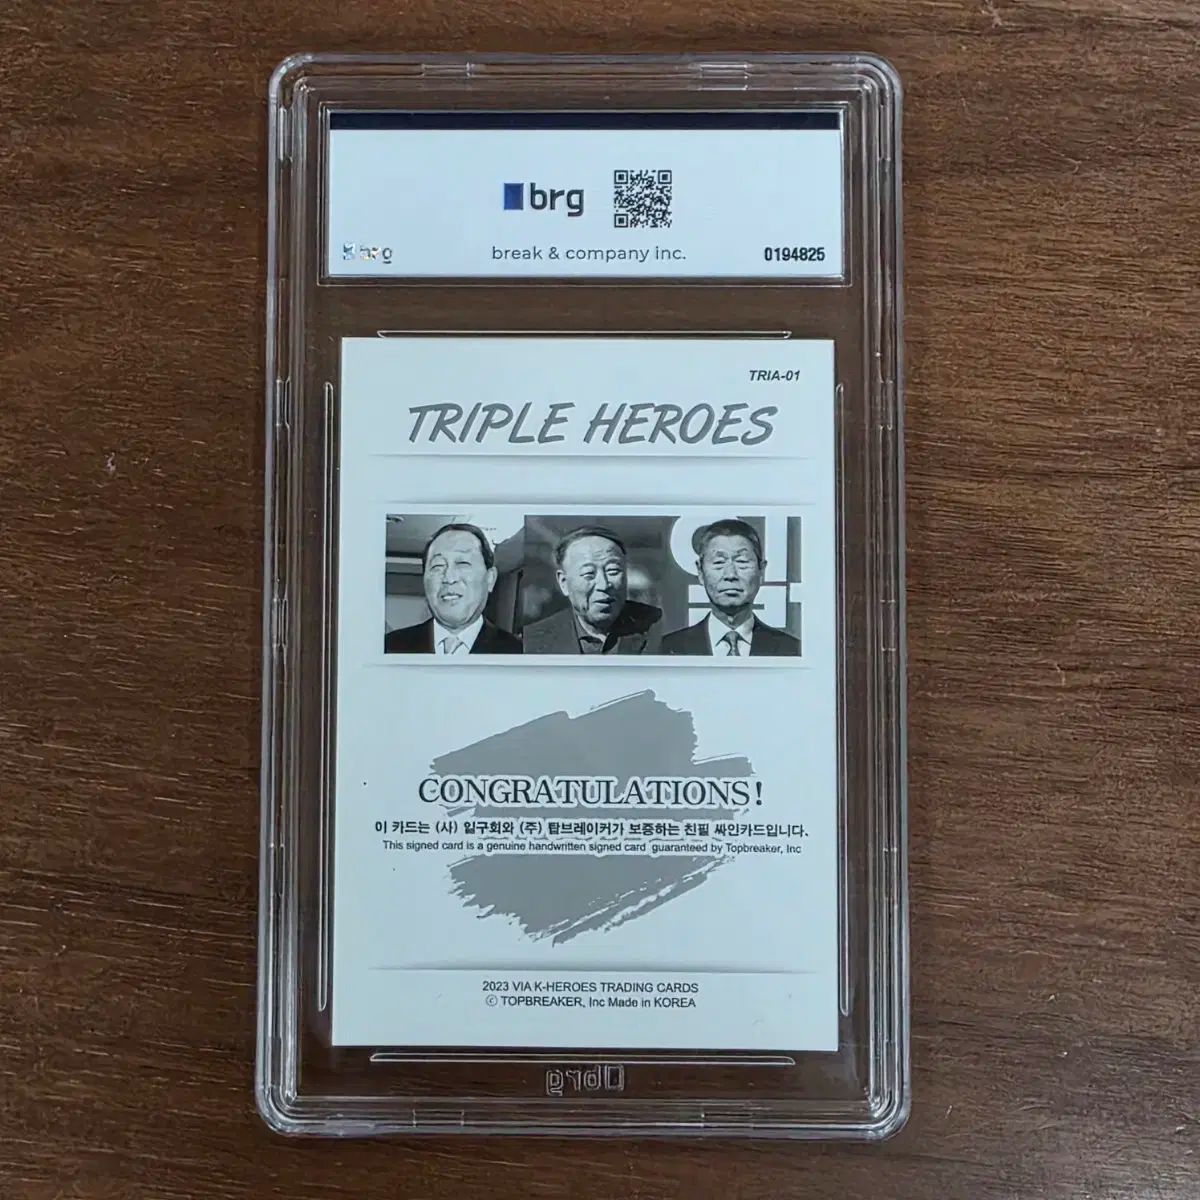 brg
brg
break & company inc.
0194825
TRIA-01
TRIPLE HEROES
CONGRATULATIONS!
이 카드는 (사) 일구회와 (주) 탑브레이커가 보증하는 친필 싸인카드입니다.
This signed card is a genuine handwritten signed card guaranteed by Topbreaker, Inc
2023 VIA K-HEROES TRADING CARDS
© TOPBREAKER, Inc Made in KOREA
brg